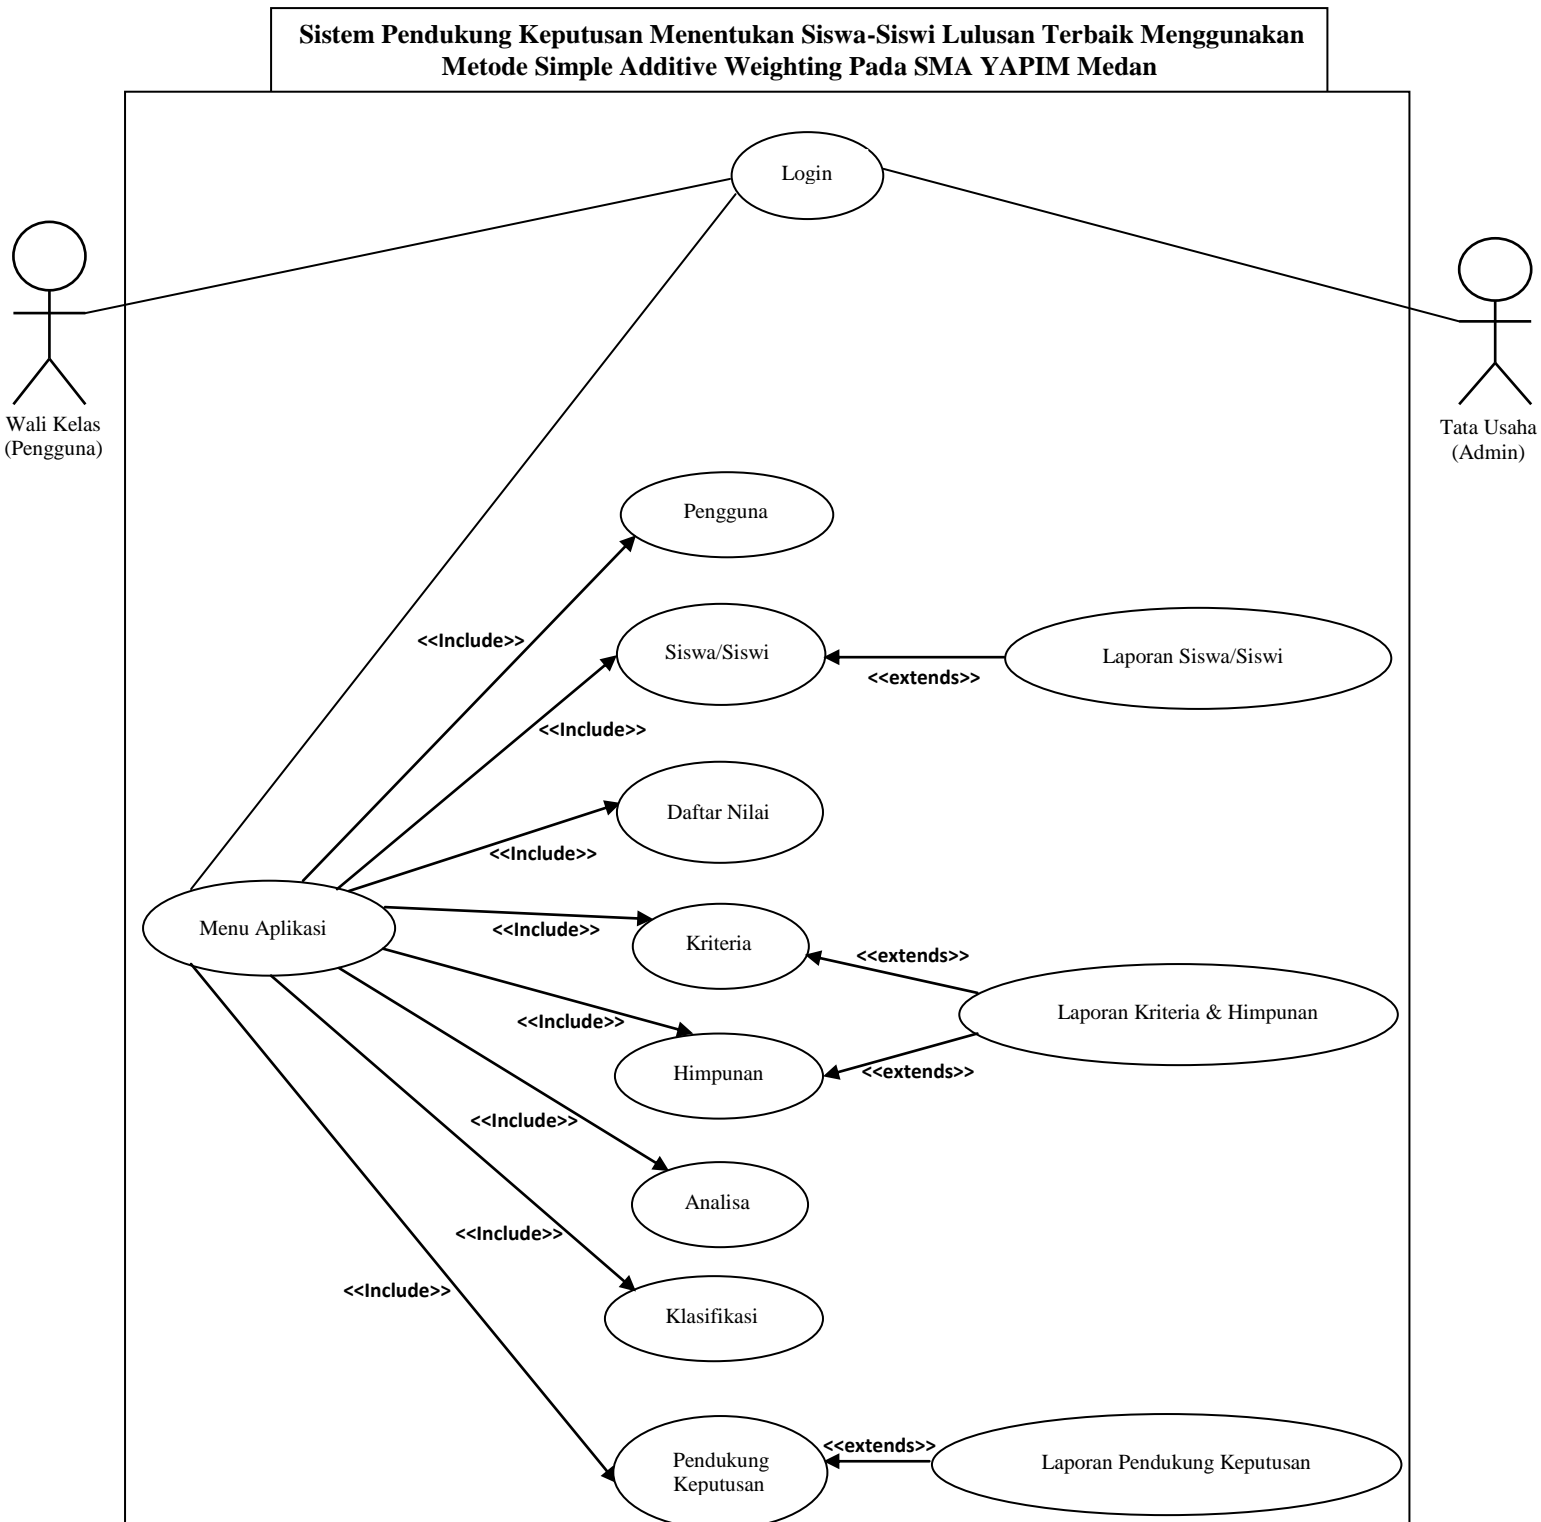 Sistem Pendukung Keputusan Menentukan Siswa-Siswi Lulusan Terbaik Menggunakan
Metode Simple Additive Weighting Pada SMA YAPIM Medan
Login
Wali Kelas
(Pengguna)
Tata Usaha
(Admin)
Pengguna
<<Include>>
Siswa/Siswi
Laporan Siswa/Siswi
<<extends>>
<<Include>>
Daftar Nilai
<<Include>>
Menu Aplikasi
<<Include>>
Kriteria
<<extends>>
Laporan Kriteria & Himpunan
<<Include>>
Himpunan
<<extends>>
<<Include>>
Analisa
<<Include>>
<<Include>>
Klasifikasi
Pendukung
Keputusan
<<extends>>
Laporan Pendukung Keputusan